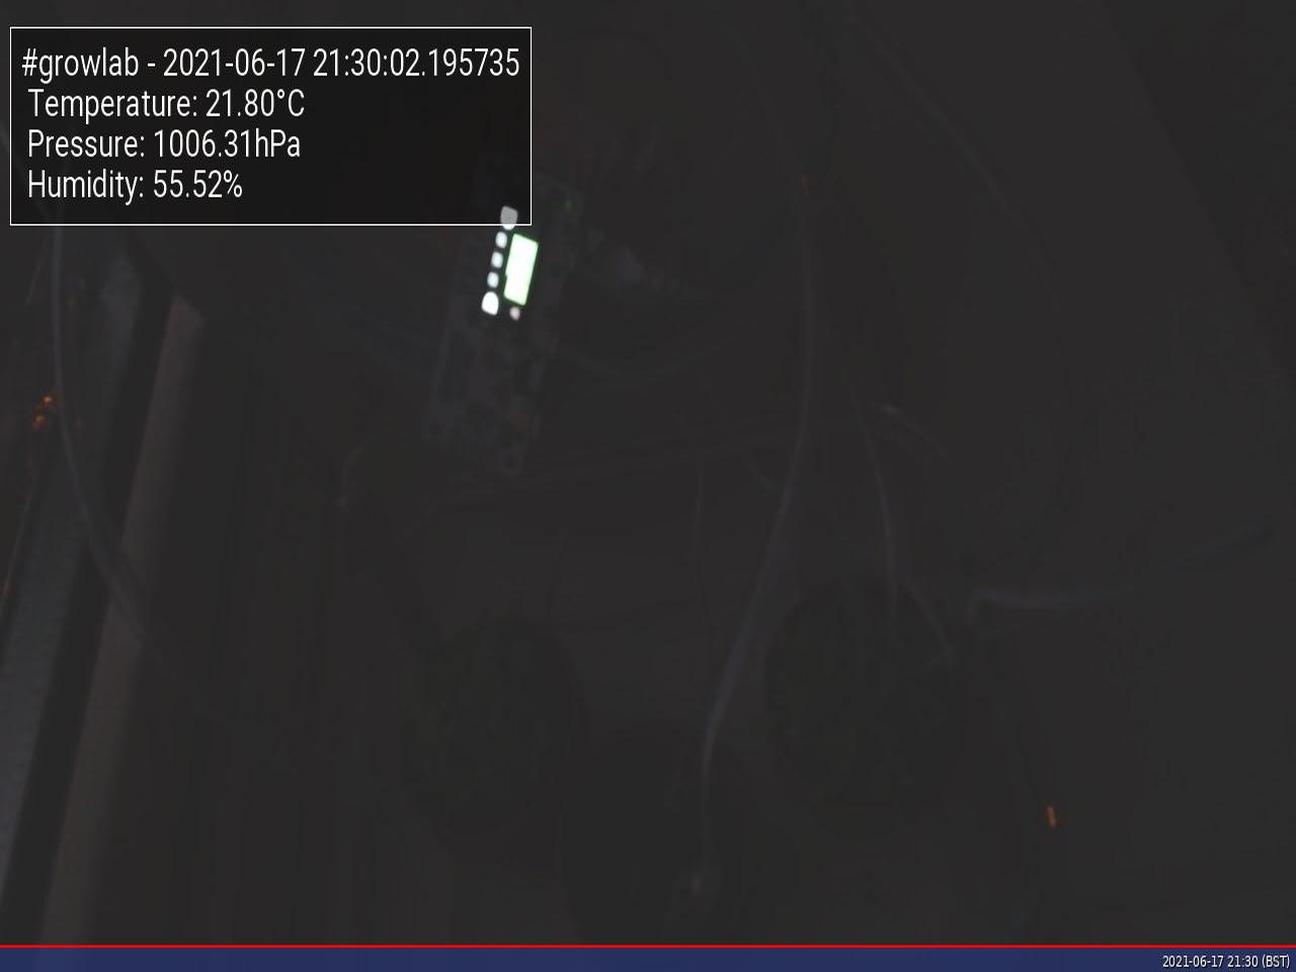 #growlab - 2021-06-17 21:30:02.195735
Temperature: 21.80°C
Pressure: 1006.31hPa
Humidity: 55.52%
2021-06-17 21:30 (BST)